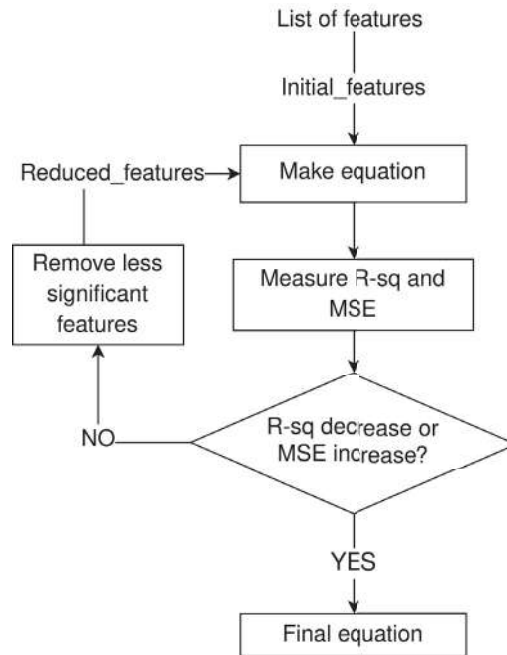 List of features
Initial_features
Reduced_features
Make equation
Remove less
significant
features
Measure R-sq and
MSE
NO
R-sq decrease or
MSE increase?
YES
Final equation